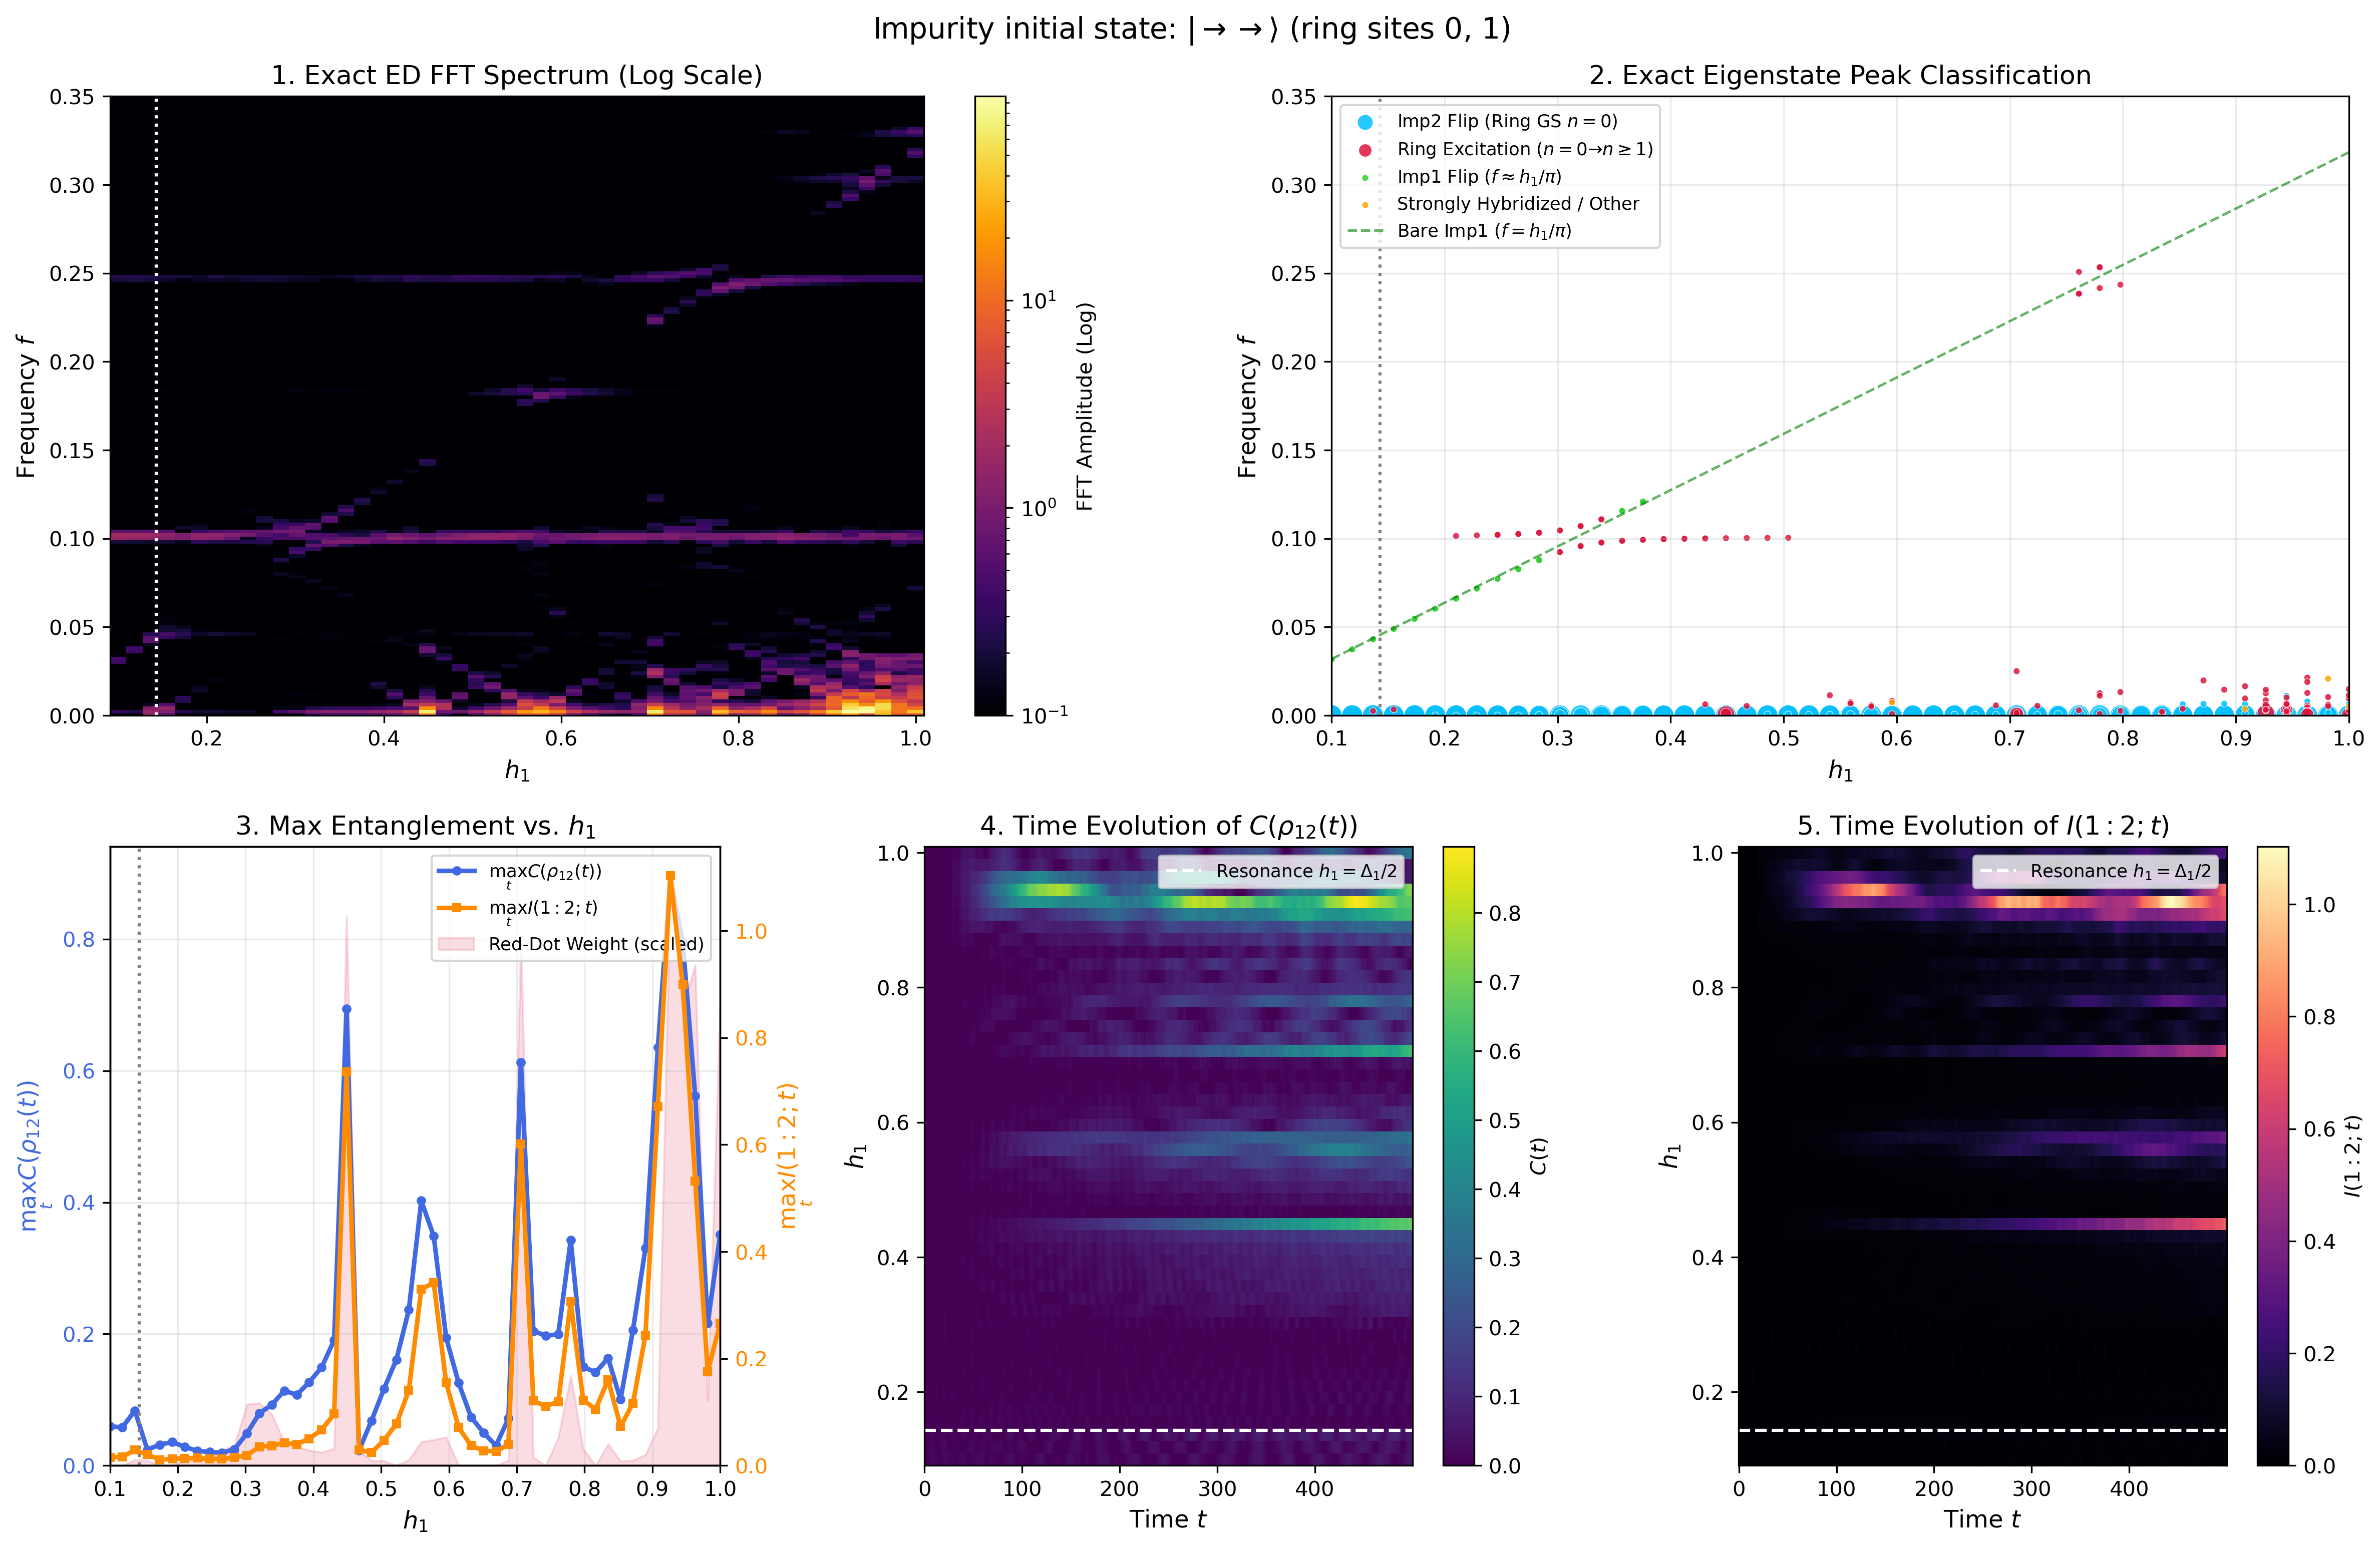 Impurity initial state: |→→⟩ (ring sites 0, 1)
1. Exact ED FFT Spectrum (Log Scale)
Frequency f
0.35
0.30
0.25
0.20
0.15
0.10
0.05
0.00
0.2 0.4 0.6 0.8 1.0
h₁
10¹
10⁰
10⁻¹
FFT Amplitude (Log)
2. Exact Eigenstate Peak Classification
Imp2 Flip (Ring GS n = 0)
Ring Excitation (n = 0→n ≥ 1)
Imp1 Flip (f ≈ h₁/π)
Strongly Hybridized / Other
Bare Imp1 (f = h₁/π)
Frequency f
0.35
0.30
0.25
0.20
0.15
0.10
0.05
0.00
0.1 0.2 0.3 0.4 0.5 0.6 0.7 0.8 0.9 1.0
h₁
3. Max Entanglement vs. h₁
max C(ρ₁₂(t))
t
max I(1 : 2; t)
t
Red-Dot Weight (scaled)
max C(ρ₁₂(t))
t
0.8
0.6
0.4
0.2
0.0
0.1 0.2 0.3 0.4 0.5 0.6 0.7 0.8 0.9 1.0
h₁
1.0
0.8
0.6
0.4
0.2
0.0
max I(1 : 2; t)
t
4. Time Evolution of C(ρ₁₂(t))
Resonance h₁ = Δ₁/2
h₁
1.0
0.8
0.6
0.4
0.2
0 100 200 300 400
Time t
0.8
0.7
0.6
0.5
0.4
0.3
0.2
0.1
0.0
C(t)
5. Time Evolution of I(1 : 2; t)
Resonance h₁ = Δ₁/2
h₁
1.0
0.8
0.6
0.4
0.2
0 100 200 300 400
Time t
1.0
0.8
0.6
0.4
0.2
0.0
I(1 : 2; t)